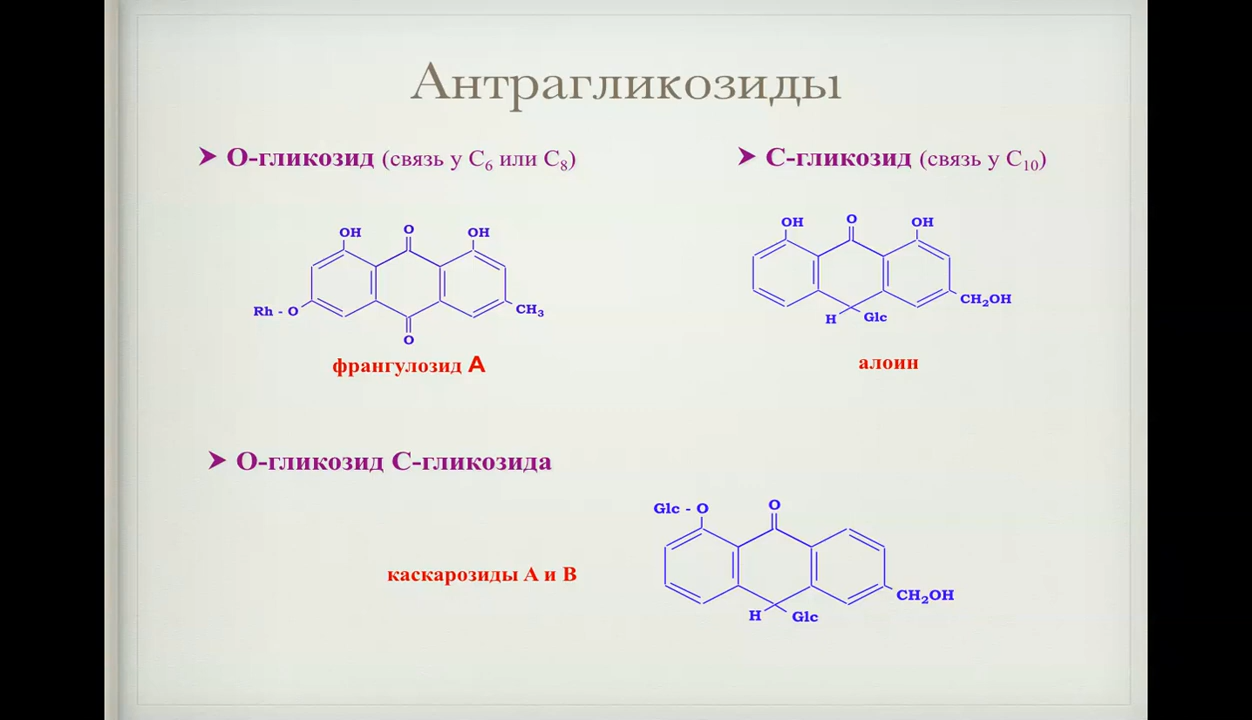 Антрагликозиды
➤ О-гликозид (связь у С₆ или С₈)
➤ С-гликозид (связь у С₁₀)
OH O OH
Rh - O
CH₃
O
франгулозид А
OH O OH
CH₂OH
H Glc
алоин
➤ О-гликозид С-гликозида
Glc - O O
каскарозиды А и В
CH₂OH
H Glc